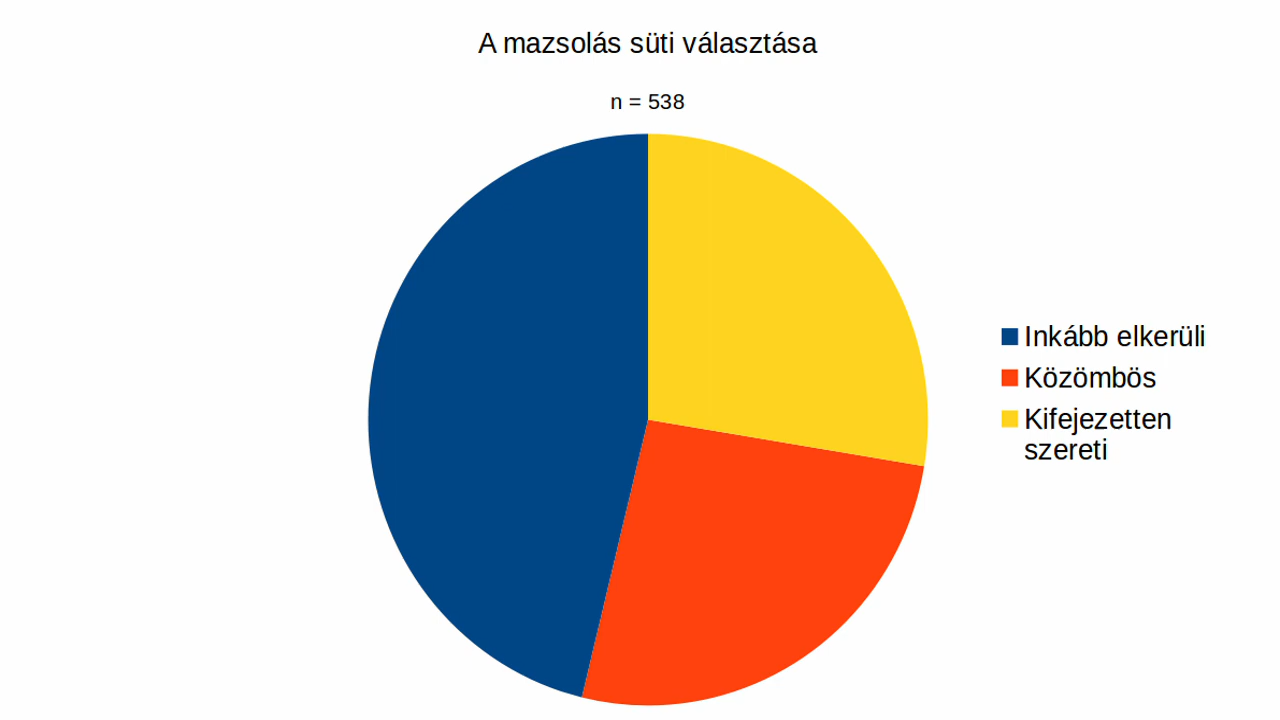 A mazsolás süti választása
n = 538
Inkább elkerüli
Közömbös
Kifejezetten
szereti